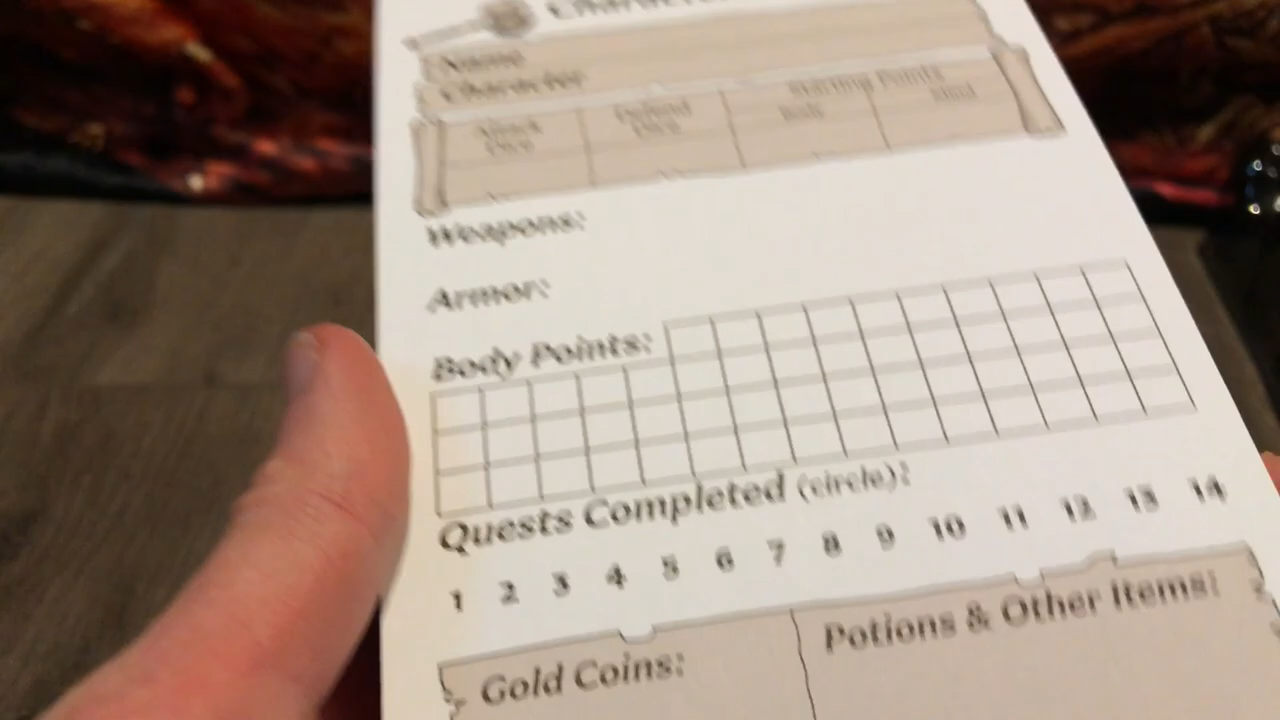 Character
Name
Character
Attack Dice
Defend Dice
Starting Points
Body
Mind
Weapons:
Armor:
Body Points:
Quests Completed (circle):
1 2 3 4 5 6 7 8 9 10 11 12 13 14
Gold Coins:
Potions & Other Items: